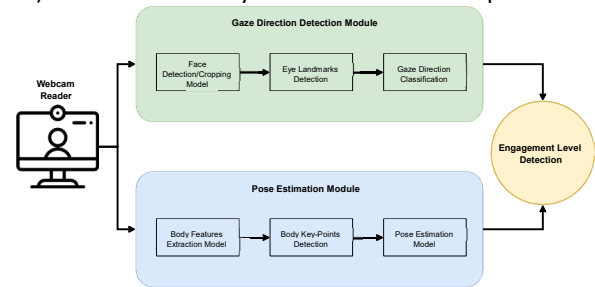 Gaze Direction Detection Module
Face
Detection/Cropping
Model
Eye Landmarks
Detection
Gaze Direction
Classification
Webcam
Reader
Engagement Level
Detection
Pose Estimation Module
Body Features
Extraction Model
Body Key-Points
Detection
Pose Estimation
Model